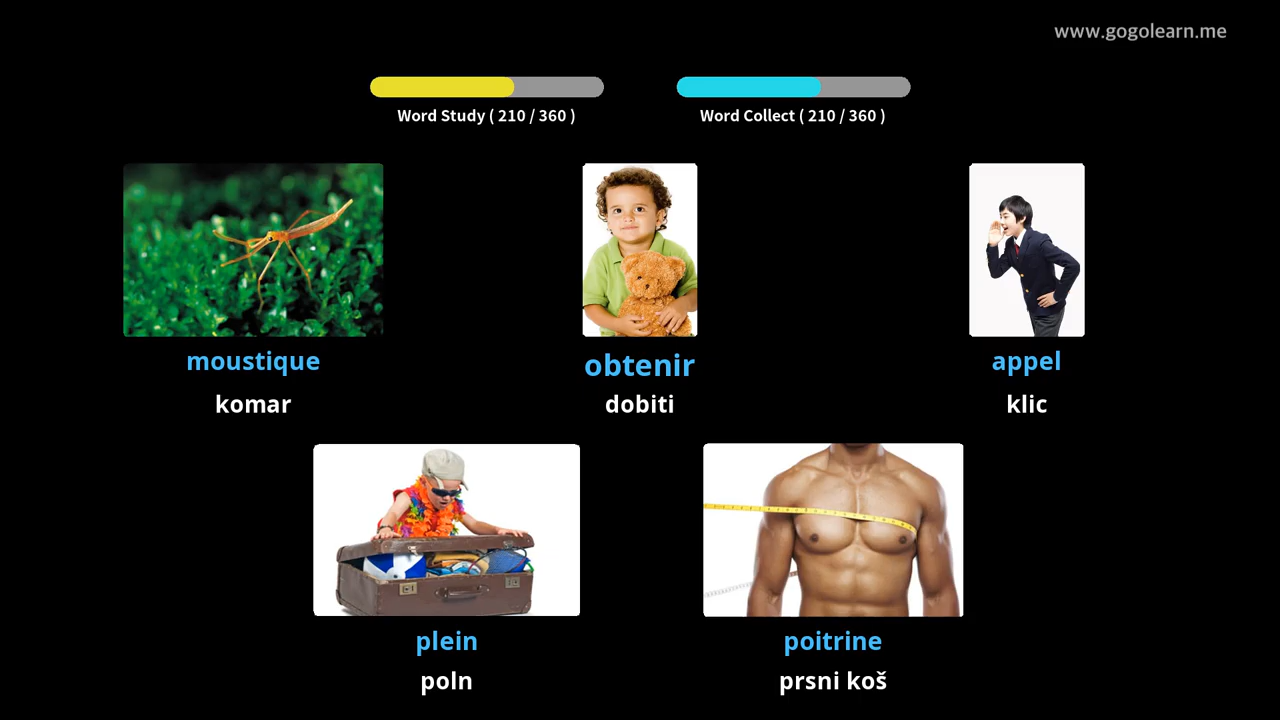 www.gogolearn.me
Word Study ( 210 / 360 )
Word Collect ( 210 / 360 )
moustique
komar
obtenir
dobiti
appel
klic
plein
poln
poitrine
prsni koš